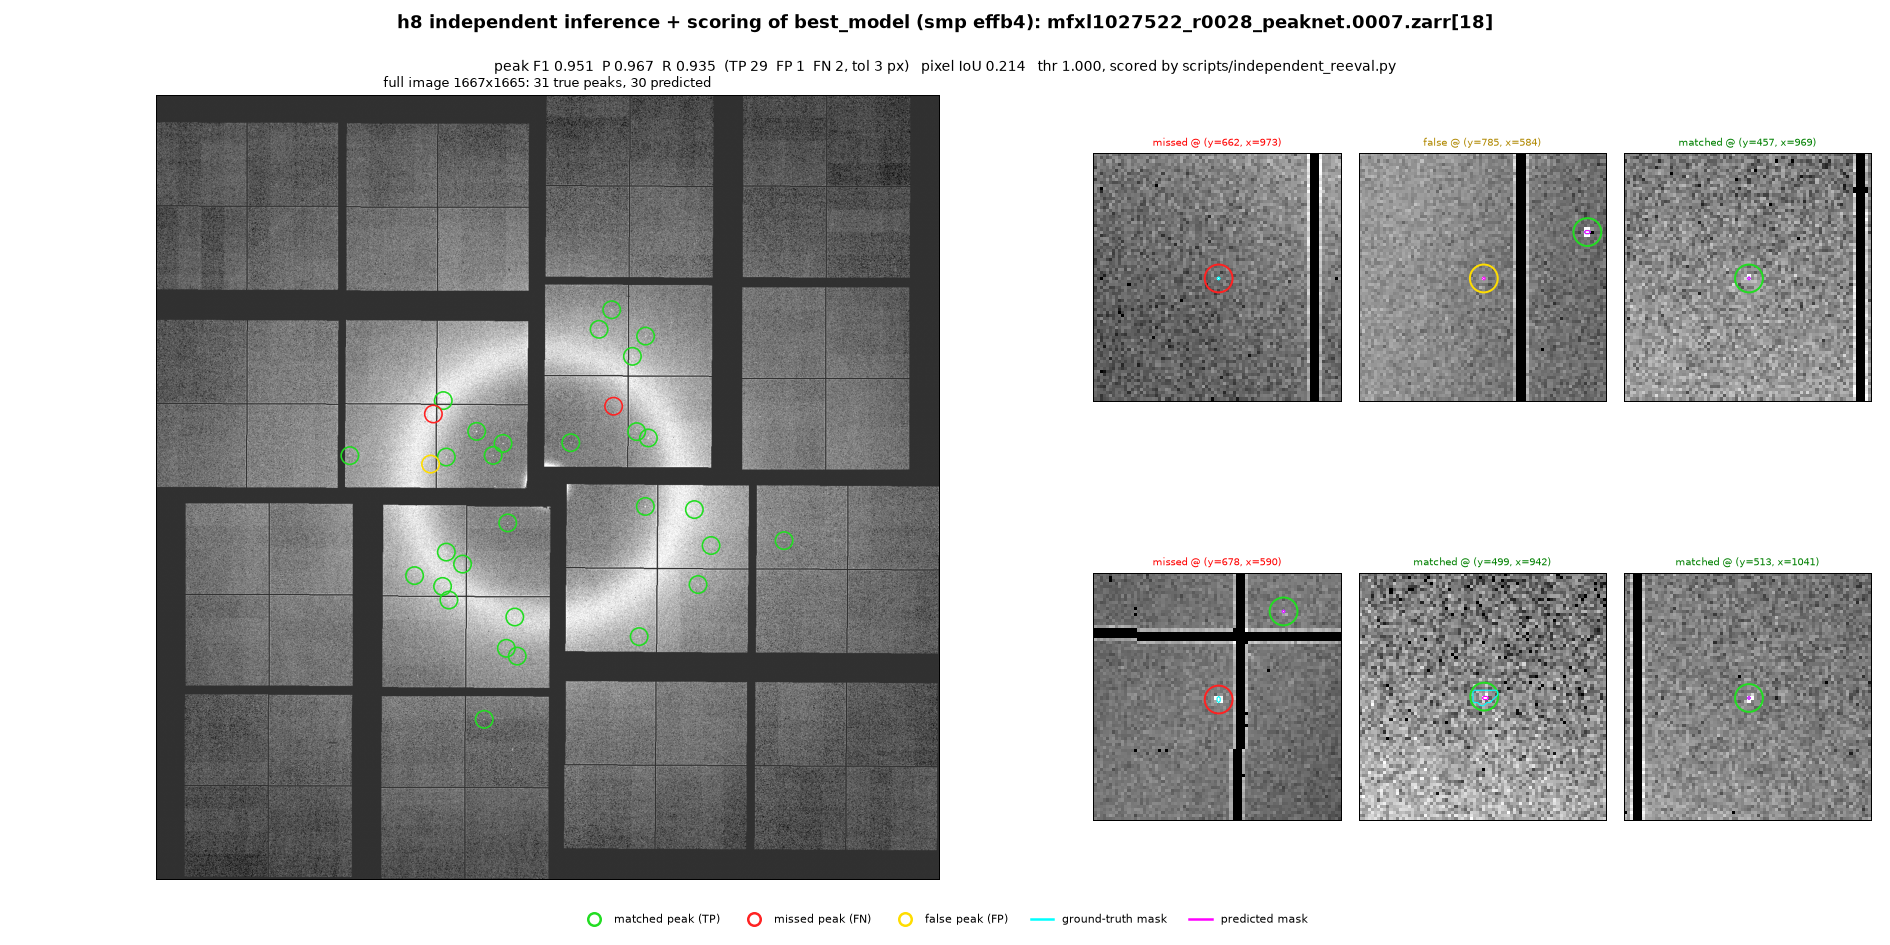 h8 independent inference + scoring of best_model (smp effb4): mfxl1027522_r0028_peaknet.0007.zarr[18]
peak F1 0.951 P 0.967 R 0.935 (TP 29 FP 1 FN 2, tol 3 px) pixel IoU 0.214 thr 1.000, scored by scripts/independent_reeval.py
full image 1667x1665: 31 true peaks, 30 predicted
missed @ (y=662, x=973)
false @ (y=785, x=584)
matched @ (y=457, x=969)
missed @ (y=678, x=590)
matched @ (y=499, x=942)
matched @ (y=513, x=1041)
matched peak (TP)
missed peak (FN)
false peak (FP)
ground-truth mask
predicted mask